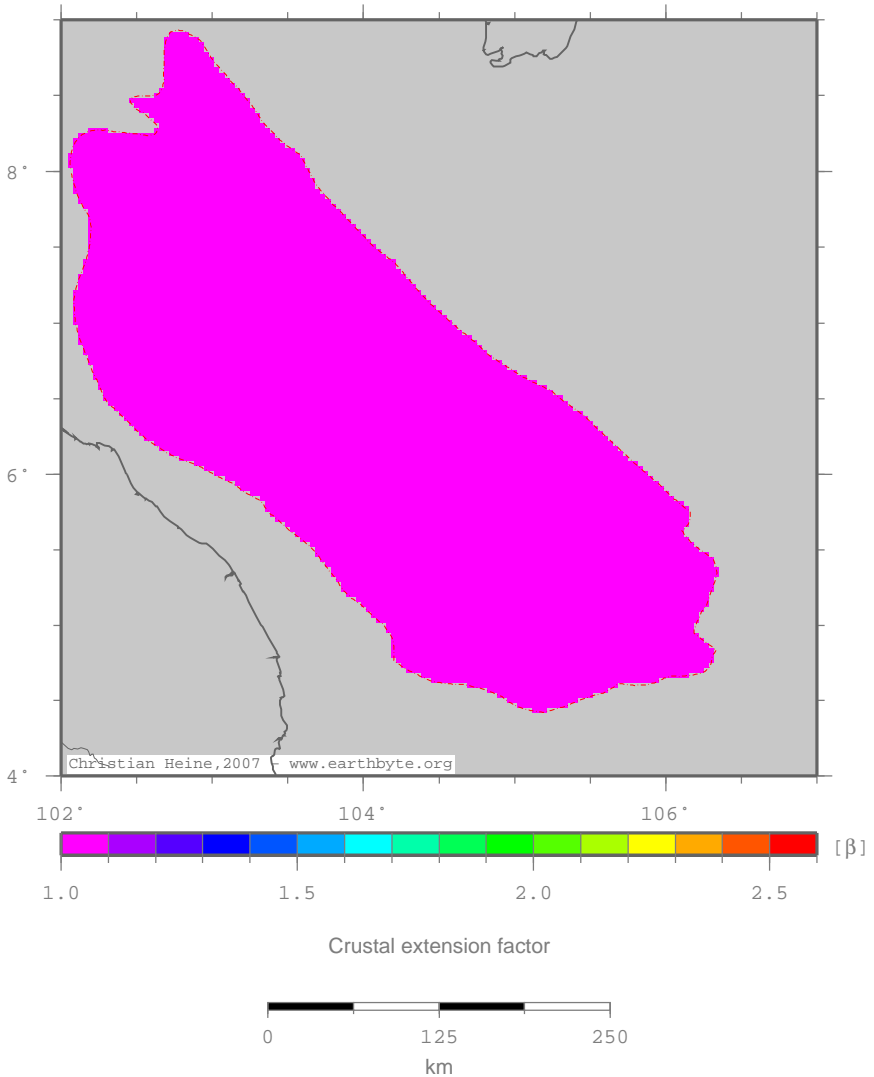 8°
6°
4°
Christian Heine,2007 - www.earthbyte.org
102° 104° 106°
[β]
1.0 1.5 2.0 2.5
Crustal extension factor
0 125 250
km